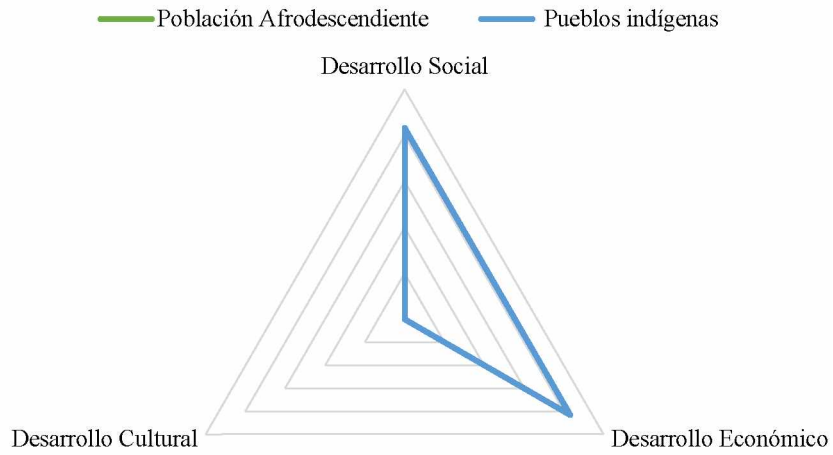 Población Afrodescendiente Pueblos indígenas
Desarrollo Social
Desarrollo Cultural Desarrollo Económico